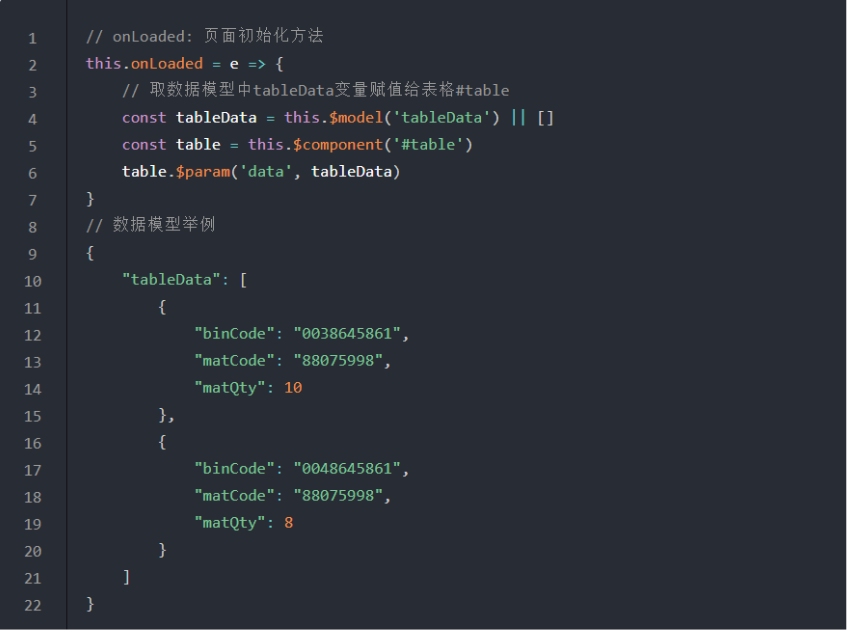 1 // onLoaded: 页面初始化方法
2 this.onLoaded = e => {
3 // 取数据模型中tableData变量赋值给表格#table
4 const tableData = this.$model('tableData') || []
5 const table = this.$component('#table')
6 table.$param('data', tableData)
7 }
8 // 数据模型举例
9 {
10 "tableData": [
11 {
12 "binCode": "0038645861",
13 "matCode": "88075998",
14 "matQty": 10
15 },
16 {
17 "binCode": "0048645861",
18 "matCode": "88075998",
19 "matQty": 8
20 }
21 ]
22 }